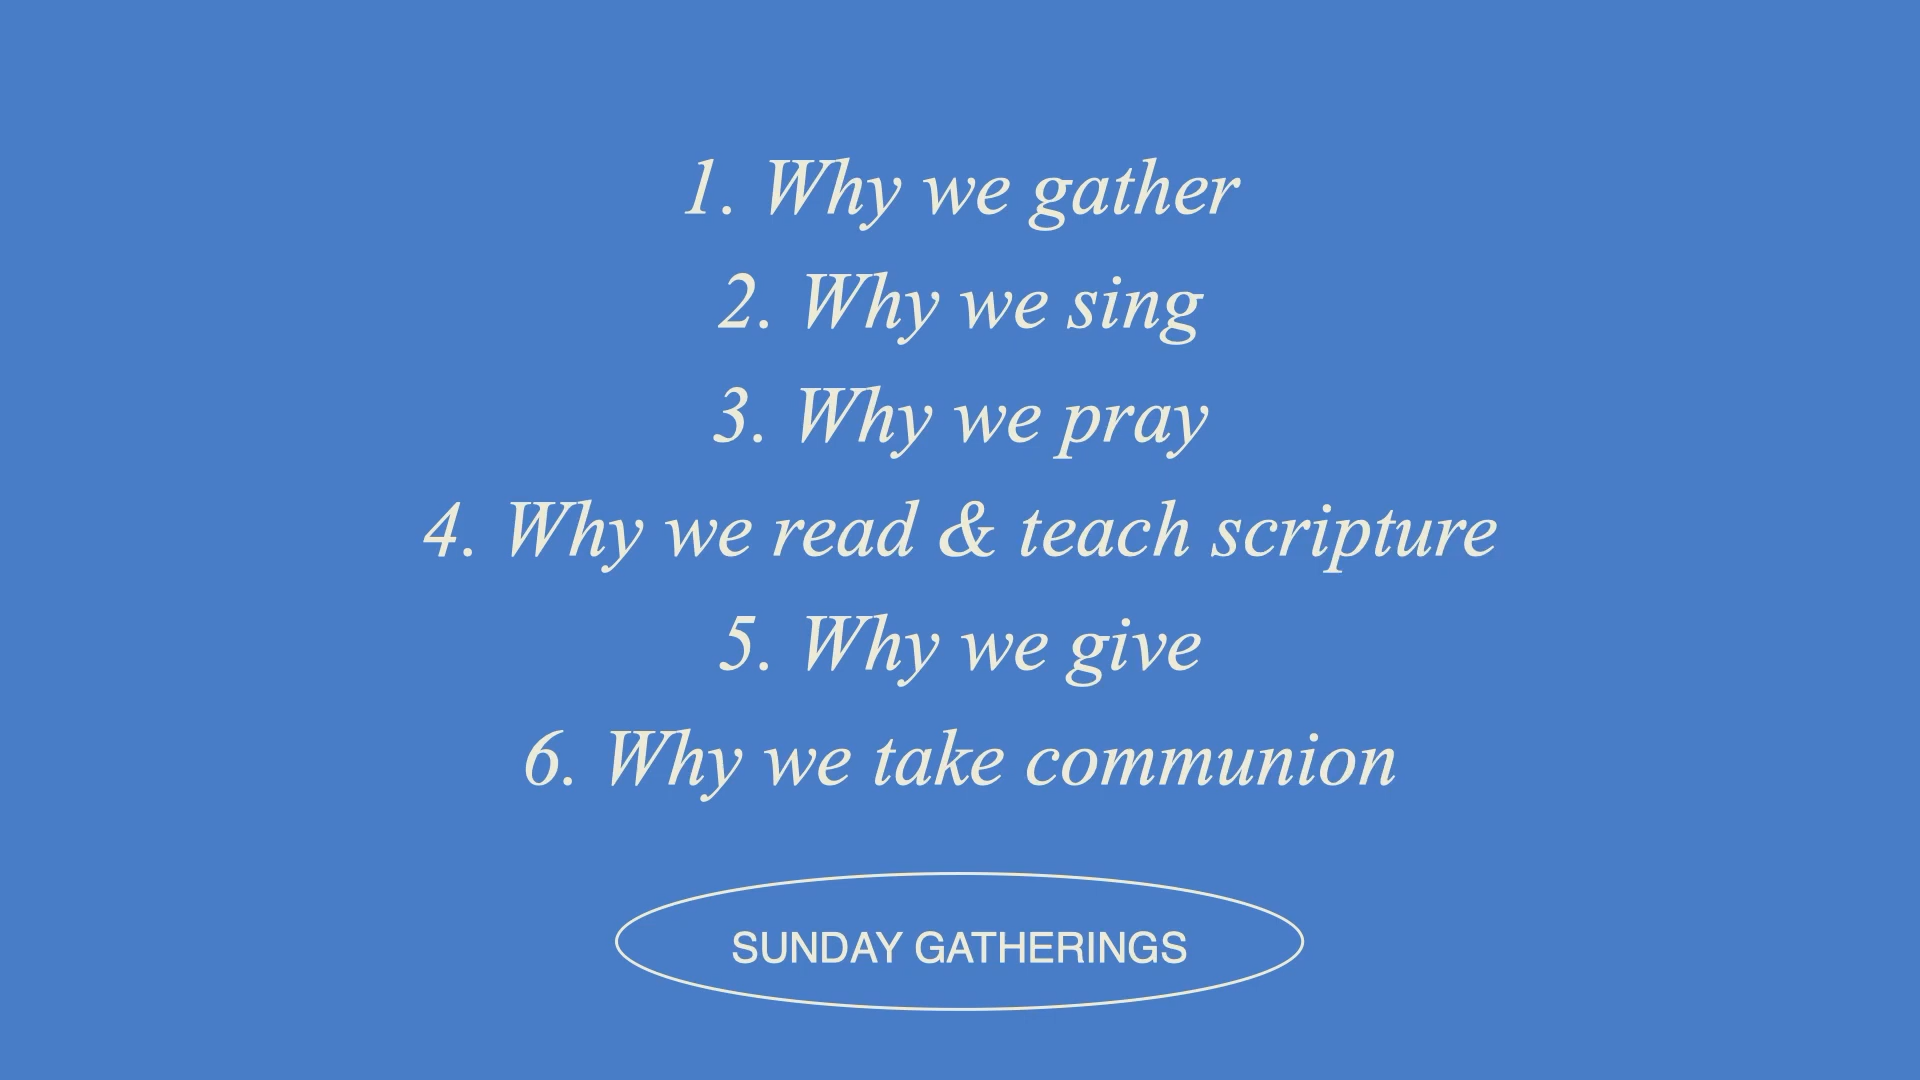 1. Why we gather
2. Why we sing
3. Why we pray
4. Why we read & teach scripture
5. Why we give
6. Why we take communion
SUNDAY GATHERINGS